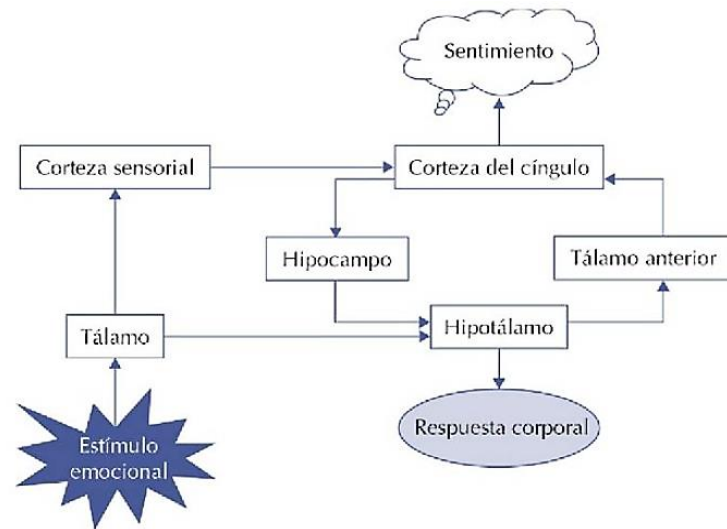 Sentimiento
Corteza sensorial
Corteza del cíngulo
Hipocampo
Tálamo anterior
Tálamo
Hipotálamo
Estímulo
emocional
Respuesta corporal